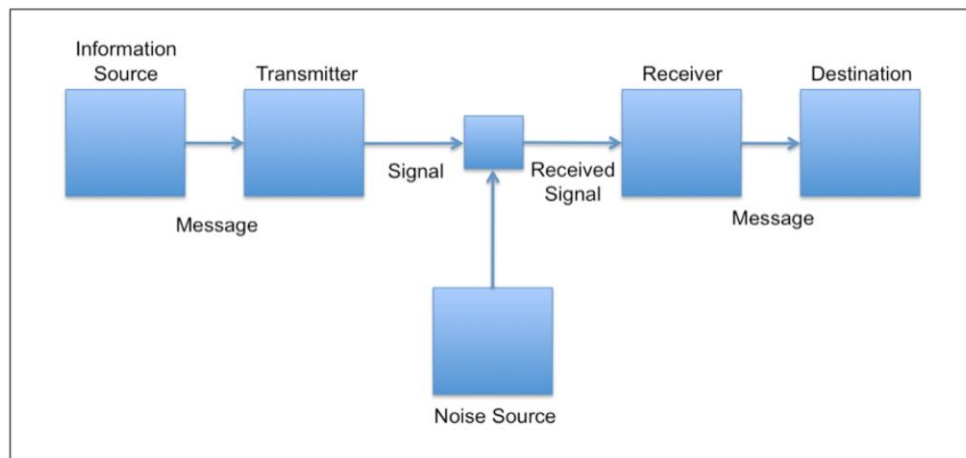 Information
Source
Transmitter
Receiver
Destination
Signal
Received
Signal
Message
Message
Noise Source